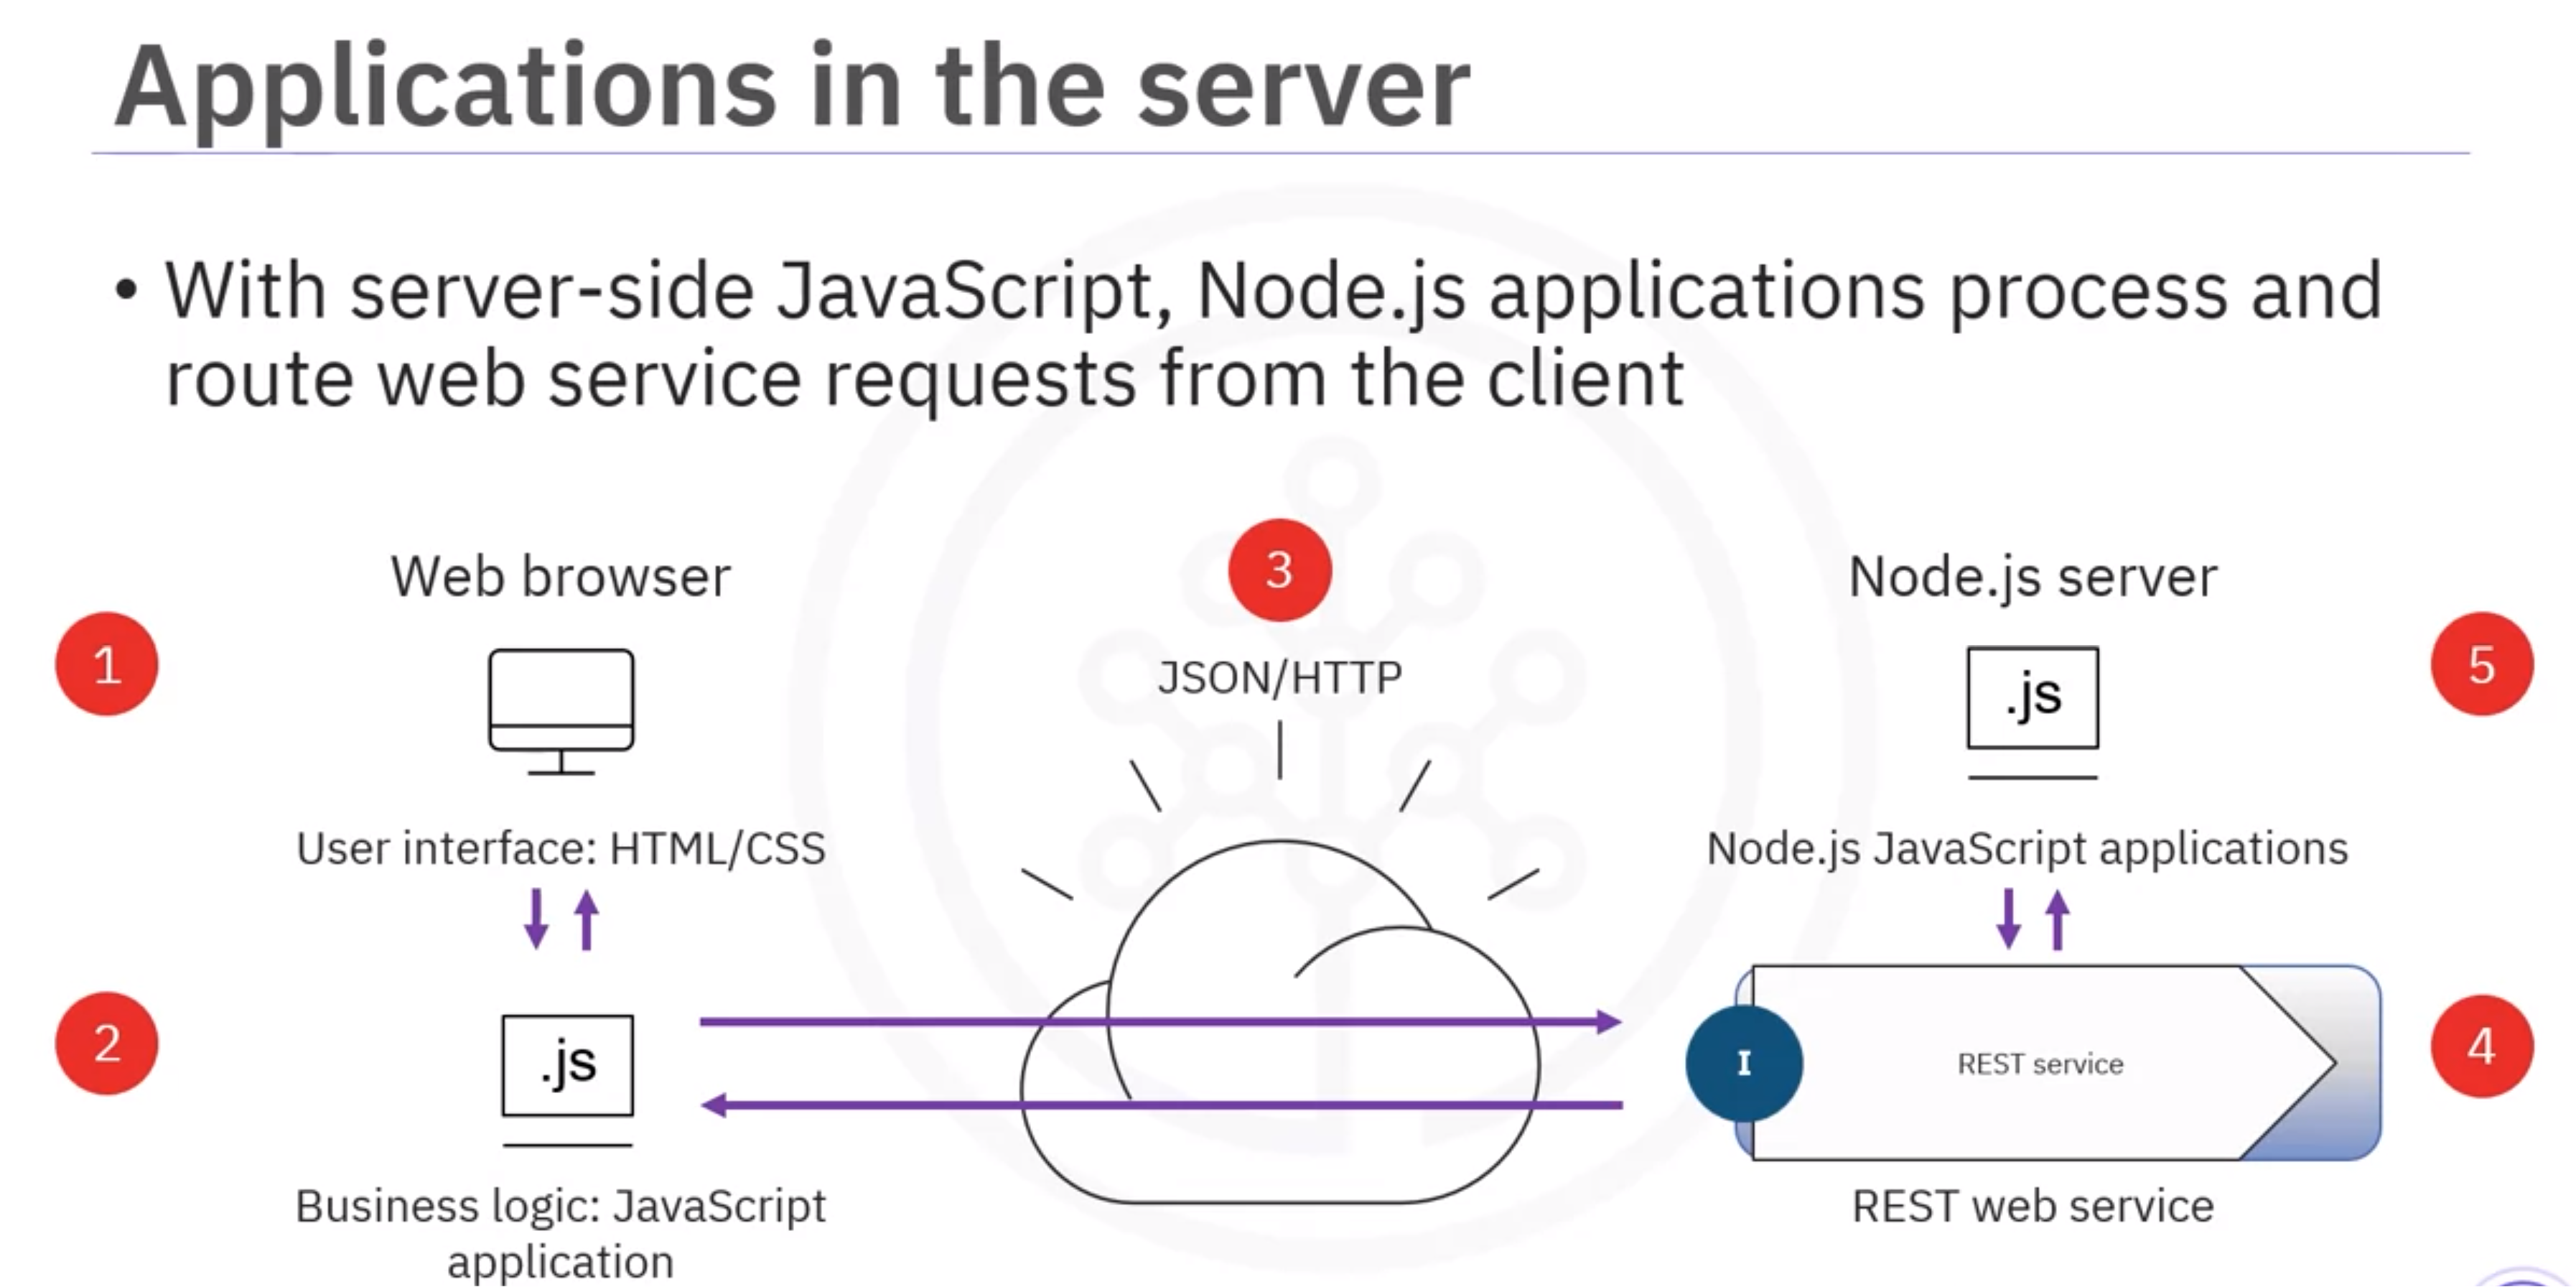 Applications in the server
• With server-side JavaScript, Node.js applications process and
route web service requests from the client
3
Web browser
Node.js server
1
5
JSON/HTTP
.js
User interface: HTML/CSS
Node.js JavaScript applications
2
4
.js
I
REST service
Business logic: JavaScript
application
REST web service